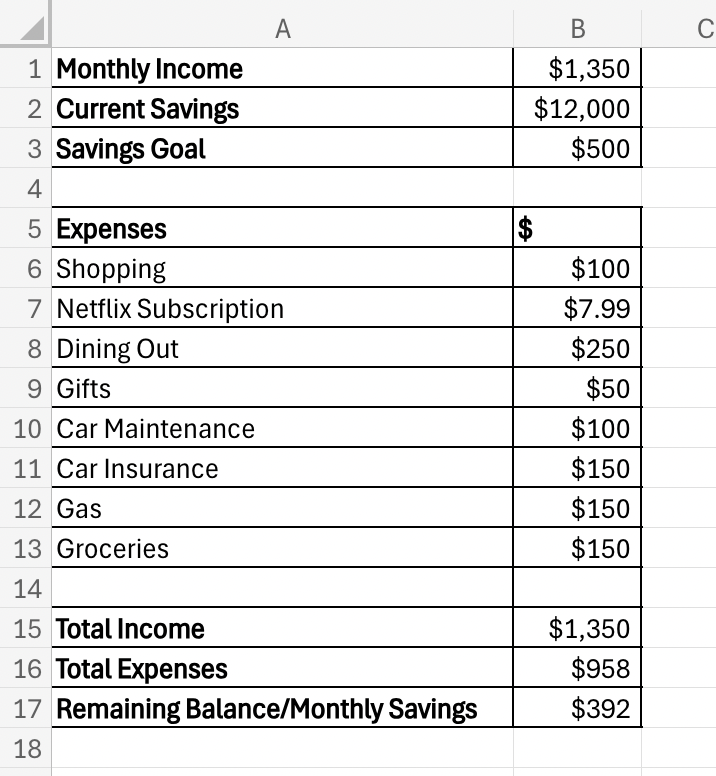 A B C
1 Monthly Income $1,350
2 Current Savings $12,000
3 Savings Goal $500
4
5 Expenses $
6 Shopping $100
7 Netflix Subscription $7.99
8 Dining Out $250
9 Gifts $50
10 Car Maintenance $100
11 Car Insurance $150
12 Gas $150
13 Groceries $150
14
15 Total Income $1,350
16 Total Expenses $958
17 Remaining Balance/Monthly Savings $392
18